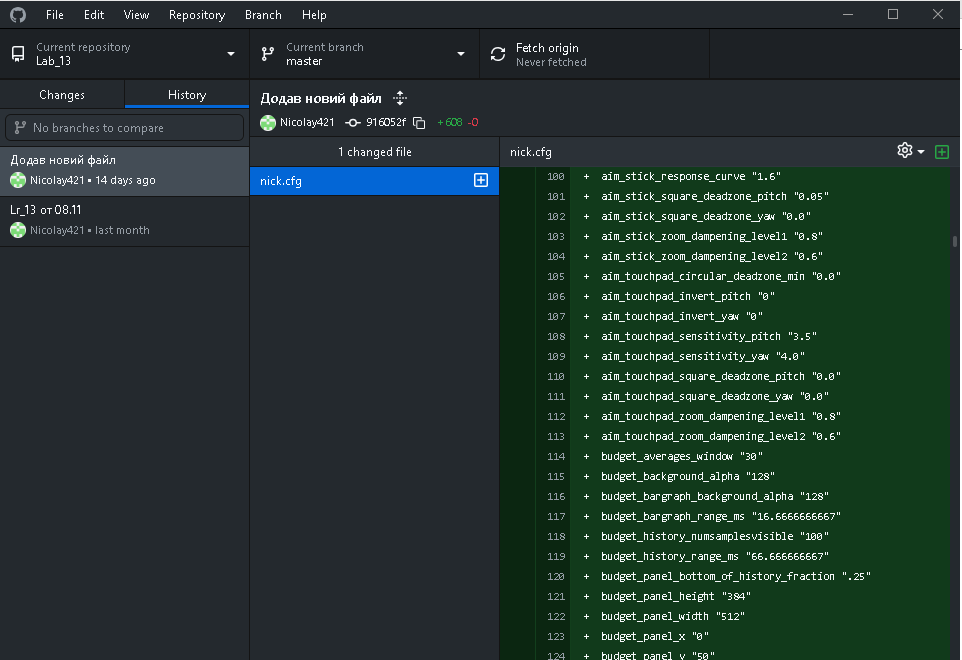 File Edit View Repository Branch Help
Current repository
Lab_13
Current branch
master
Fetch origin
Never fetched
Changes
History
No branches to compare
Додав новий файл
Nicolay421 • 14 days ago
Lr_13 от 08.11
Nicolay421 • last month
Додав новий файл
Nicolay421 916052f +608 -0
1 changed file
nick.cfg
nick.cfg
100 + aim_stick_response_curve "1.6"
101 + aim_stick_square_deadzone_pitch "0.05"
102 + aim_stick_square_deadzone_yaw "0.0"
103 + aim_stick_zoom_dampening_level1 "0.8"
104 + aim_stick_zoom_dampening_level2 "0.6"
105 + aim_touchpad_circular_deadzone_min "0.0"
106 + aim_touchpad_invert_pitch "0"
107 + aim_touchpad_invert_yaw "0"
108 + aim_touchpad_sensitivity_pitch "3.5"
109 + aim_touchpad_sensitivity_yaw "4.0"
110 + aim_touchpad_square_deadzone_pitch "0.0"
111 + aim_touchpad_square_deadzone_yaw "0.0"
112 + aim_touchpad_zoom_dampening_level1 "0.8"
113 + aim_touchpad_zoom_dampening_level2 "0.6"
114 + budget_averages_window "30"
115 + budget_background_alpha "128"
116 + budget_bargraph_background_alpha "128"
117 + budget_bargraph_range_ms "16.6666666667"
118 + budget_history_numsamplesvisible "100"
119 + budget_history_range_ms "66.666666667"
120 + budget_panel_bottom_of_history_fraction ".25"
121 + budget_panel_height "384"
122 + budget_panel_width "512"
123 + budget_panel_x "0"
124 + budget_panel_y "50"